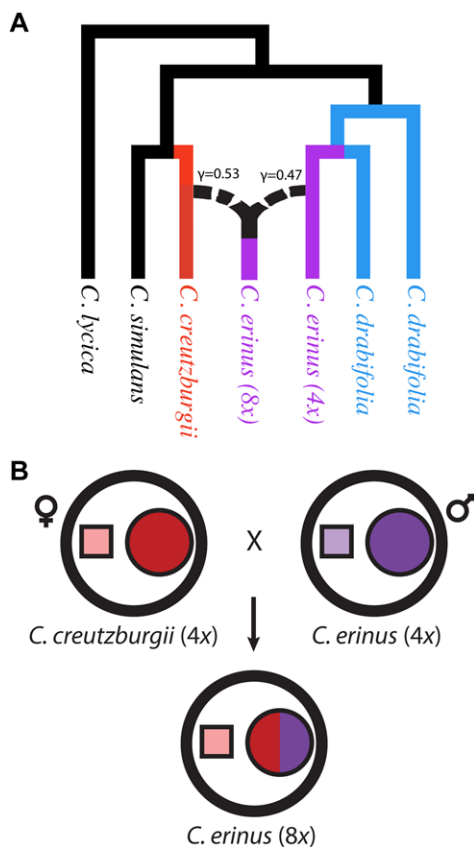 A
γ=0.53
γ=0.47
C. lycica
C. simulans
C. creutzburgii
C. erinus (8x)
C. erinus (4x)
C. drabifolia
C. drabifolia
B
♀
♂
X
C. creutzburgii (4x)
C. erinus (4x)
C. erinus (8x)